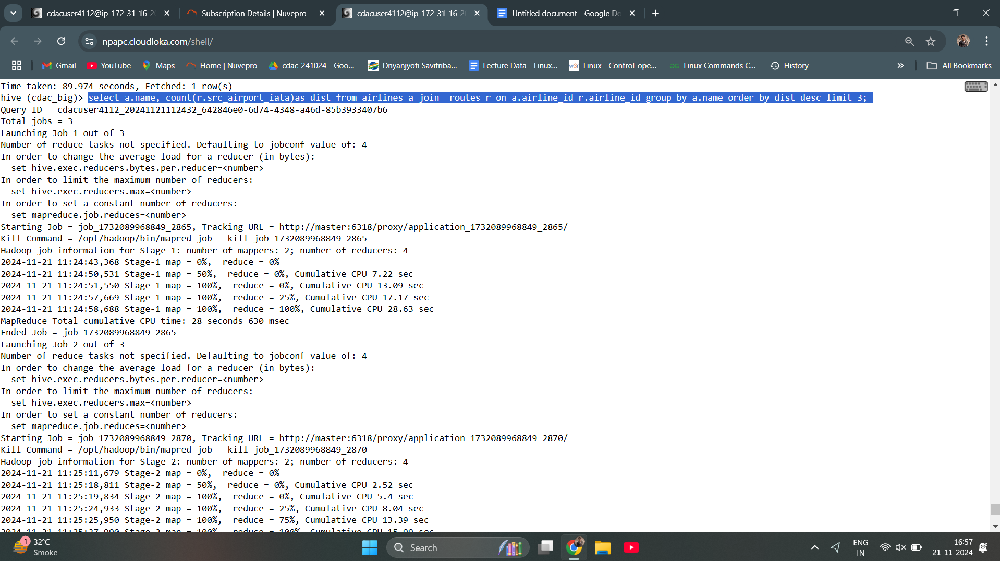 cdacuser4112@ip-172-31-16-2
Subscription Details | Nuvepro
cdacuser4112@ip-172-31-16-2
Untitled document - Google Do
npapc.cloudloka.com/shell/
Gmail
YouTube
Maps
Home | Nuvepro
cdac-241024 - Goo...
Dnyanjyoti Savitriba...
Lecture Data - Linux...
w3r
Linux - Control-ope...
Linux Commands C...
History
All Bookmarks
Time taken: 89.974 seconds, Fetched: 1 row(s)
hive (cdac_big)> select a.name, count(r.src_airport_iata)as dist from airlines a join  routes r on a.airline_id=r.airline_id group by a.name order by dist desc limit 3;
Query ID = cdacuser4112_20241121112432_642846e0-6d74-4348-a46d-85b3933407b6
Total jobs = 3
Launching Job 1 out of 3
Number of reduce tasks not specified. Defaulting to jobconf value of: 4
In order to change the average load for a reducer (in bytes):
  set hive.exec.reducers.bytes.per.reducer=<number>
In order to limit the maximum number of reducers:
  set hive.exec.reducers.max=<number>
In order to set a constant number of reducers:
  set mapreduce.job.reduces=<number>
Starting Job = job_1732089968849_2865, Tracking URL = http://master:6318/proxy/application_1732089968849_2865/
Kill Command = /opt/hadoop/bin/mapred job  -kill job_1732089968849_2865
Hadoop job information for Stage-1: number of mappers: 2; number of reducers: 4
2024-11-21 11:24:43,368 Stage-1 map = 0%,  reduce = 0%
2024-11-21 11:24:50,531 Stage-1 map = 50%,  reduce = 0%, Cumulative CPU 7.22 sec
2024-11-21 11:24:51,550 Stage-1 map = 100%,  reduce = 0%, Cumulative CPU 13.09 sec
2024-11-21 11:24:57,669 Stage-1 map = 100%,  reduce = 25%, Cumulative CPU 17.17 sec
2024-11-21 11:24:58,688 Stage-1 map = 100%,  reduce = 100%, Cumulative CPU 28.63 sec
MapReduce Total cumulative CPU time: 28 seconds 630 msec
Ended Job = job_1732089968849_2865
Launching Job 2 out of 3
Number of reduce tasks not specified. Defaulting to jobconf value of: 4
In order to change the average load for a reducer (in bytes):
  set hive.exec.reducers.bytes.per.reducer=<number>
In order to limit the maximum number of reducers:
  set hive.exec.reducers.max=<number>
In order to set a constant number of reducers:
  set mapreduce.job.reduces=<number>
Starting Job = job_1732089968849_2870, Tracking URL = http://master:6318/proxy/application_1732089968849_2870/
Kill Command = /opt/hadoop/bin/mapred job  -kill job_1732089968849_2870
Hadoop job information for Stage-2: number of mappers: 2; number of reducers: 4
2024-11-21 11:25:11,679 Stage-2 map = 0%,  reduce = 0%
2024-11-21 11:25:18,811 Stage-2 map = 50%,  reduce = 0%, Cumulative CPU 2.52 sec
2024-11-21 11:25:19,834 Stage-2 map = 100%,  reduce = 0%, Cumulative CPU 5.4 sec
2024-11-21 11:25:24,933 Stage-2 map = 100%,  reduce = 25%, Cumulative CPU 8.04 sec
2024-11-21 11:25:25,950 Stage-2 map = 100%,  reduce = 75%, Cumulative CPU 13.39 sec
1
32°C
Smoke
Search
ENG
IN
16:57
21-11-2024